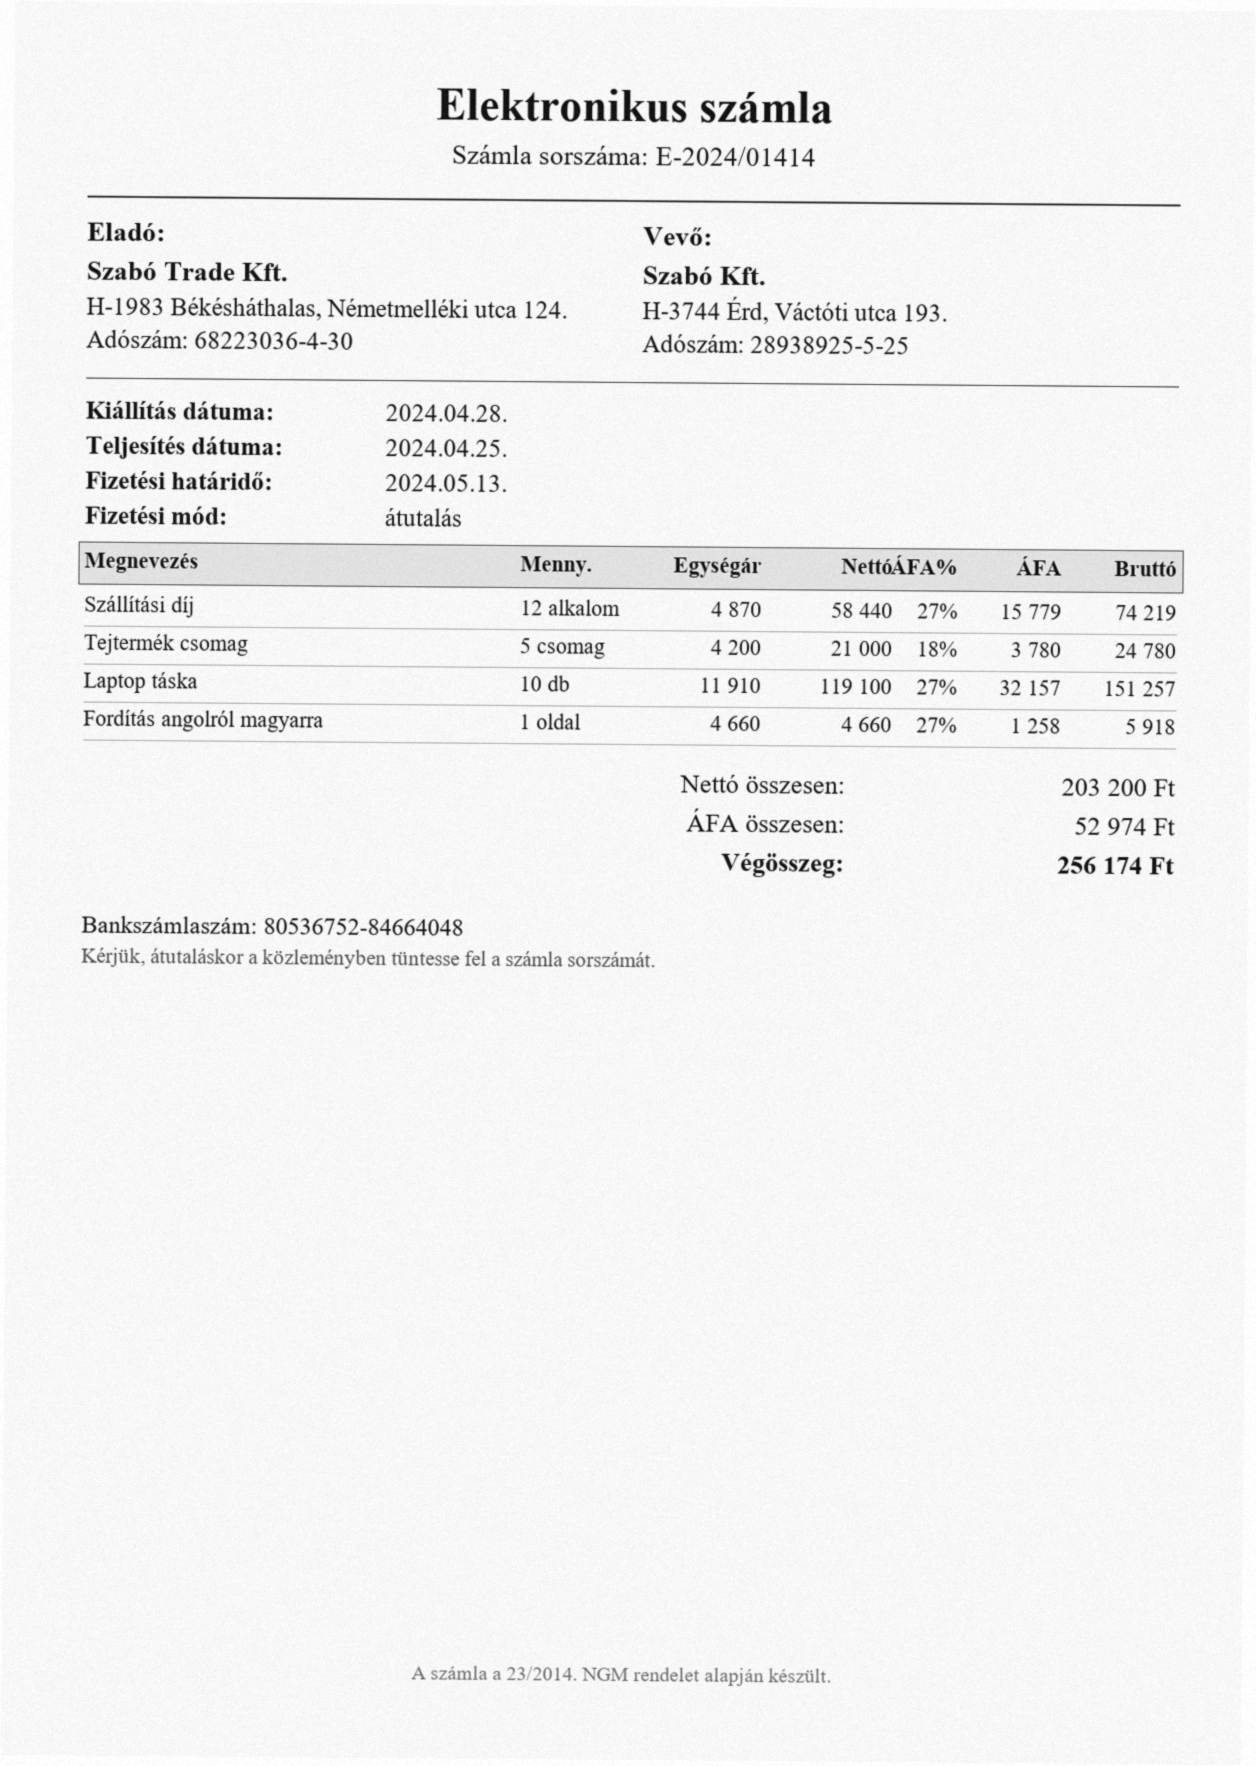 Elektronikus számla
Számla sorszáma: E-2024/01414
Eladó:
Szabó Trade Kft.
H-1983 Békésháthalas, Németmelléki utca 124.
Adószám: 68223036-4-30
Vevő:
Szabó Kft.
H-3744 Érd, Váctóti utca 193.
Adószám: 28938925-5-25
Kiállítás dátuma: 2024.04.28.
Teljesítés dátuma: 2024.04.25.
Fizetési határidő: 2024.05.13.
Fizetési mód: átutalás
Megnevezés Menny. Egységár Nettó ÁFA% ÁFA Bruttó
Szállítási díj 12 alkalom 4 870 58 440 27% 15 779 74 219
Tejtermék csomag 5 csomag 4 200 21 000 18% 3 780 24 780
Laptop táska 10 db 11 910 119 100 27% 32 157 151 257
Fordítás angolról magyarra 1 oldal 4 660 4 660 27% 1 258 5 918
Nettó összesen: 203 200 Ft
ÁFA összesen: 52 974 Ft
Végösszeg: 256 174 Ft
Bankszámlaszám: 80536752-84664048
Kérjük, átutaláskor a közleményben tüntesse fel a számla sorszámát.
A számla a 23/2014. NGM rendelet alapján készült.